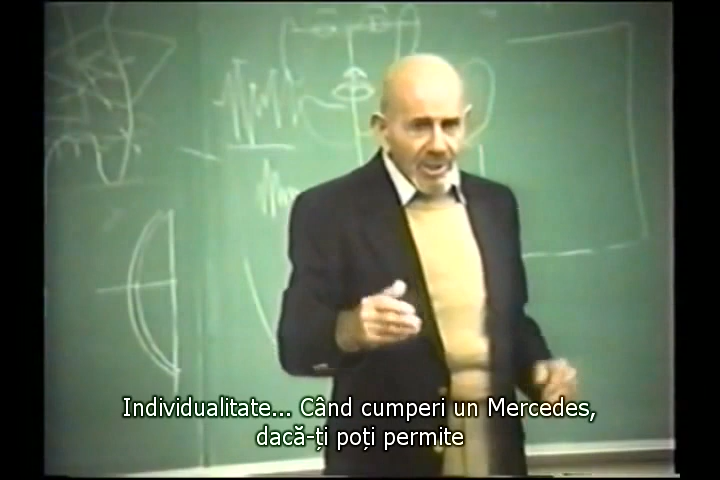 Individualitate... Când cumperi un Mercedes,
dacă-ți poți permite